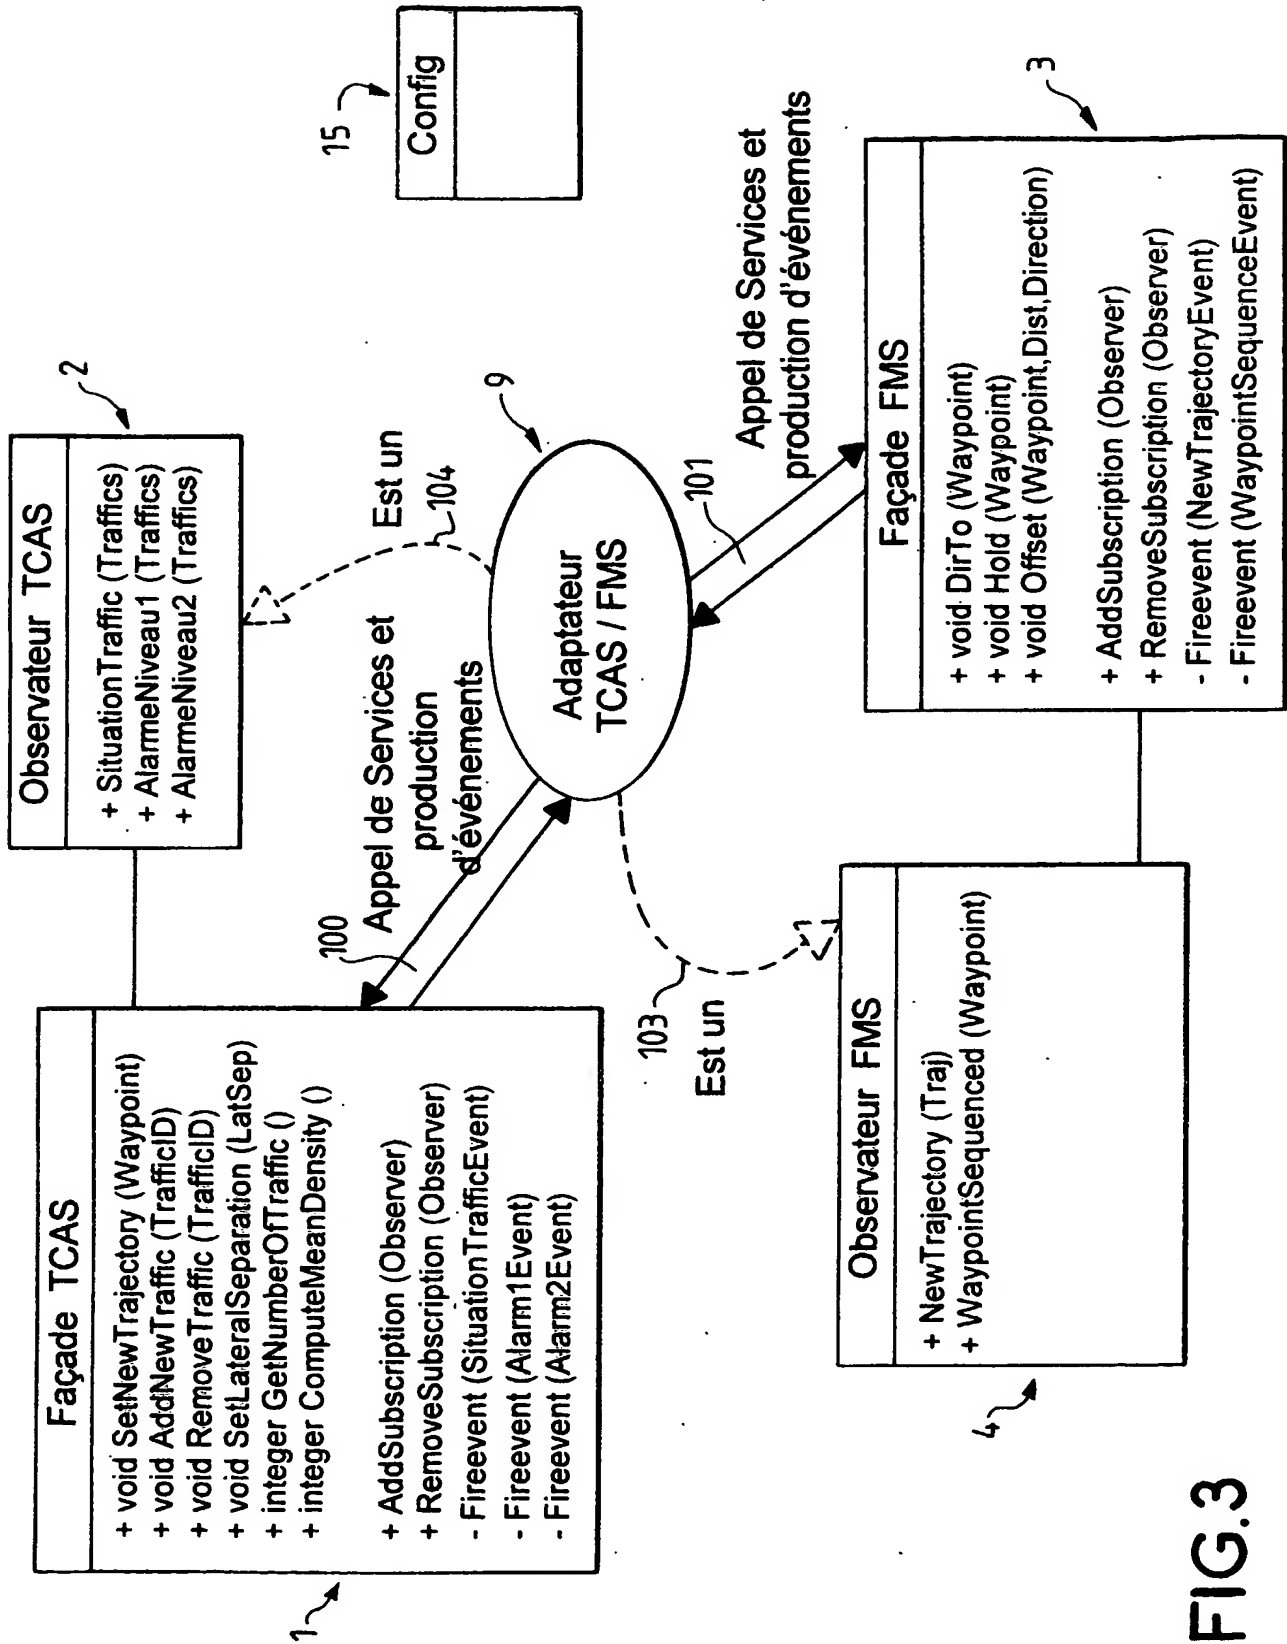 Façade TCAS
+ void SetNewTrajectory (Waypoint)
+ void AddNewTraffic (TrafficID)
+ void RemoveTraffic (TrafficID)
+ void SetLateralSeparation (LatSep)
+ integer GetNumberOfTraffic ()
+ integer ComputeMeanDensity ()
+ AddSubscription (Observer)
+ RemoveSubscription (Observer)
- Fireevent (SituationTrafficEvent)
- Fireevent (Alarm1Event)
- Fireevent (Alarm2Event)
1
Observateur TCAS
+ SituationTraffic (Traffics)
+ AlarmeNiveau1 (Traffics)
+ AlarmeNiveau2 (Traffics)
2
15
Config
100
Appel de Services et
production
d'événements
Est un
104
9
Adaptateur
TCAS / FMS
103
Est un
101
Appel de Services et
production d'événements
Observateur FMS
+ NewTrajectory (Traj)
+ WaypointSequenced (Waypoint)
4
Façade FMS
+ void DirTo (Waypoint)
+ void Hold (Waypoint)
+ void Offset (Waypoint,Dist,Direction)
+ AddSubscription (Observer)
+ RemoveSubscription (Observer)
- Fireevent (NewTrajectoryEvent)
- Fireevent (WaypointSequenceEvent)
3
FIG.3